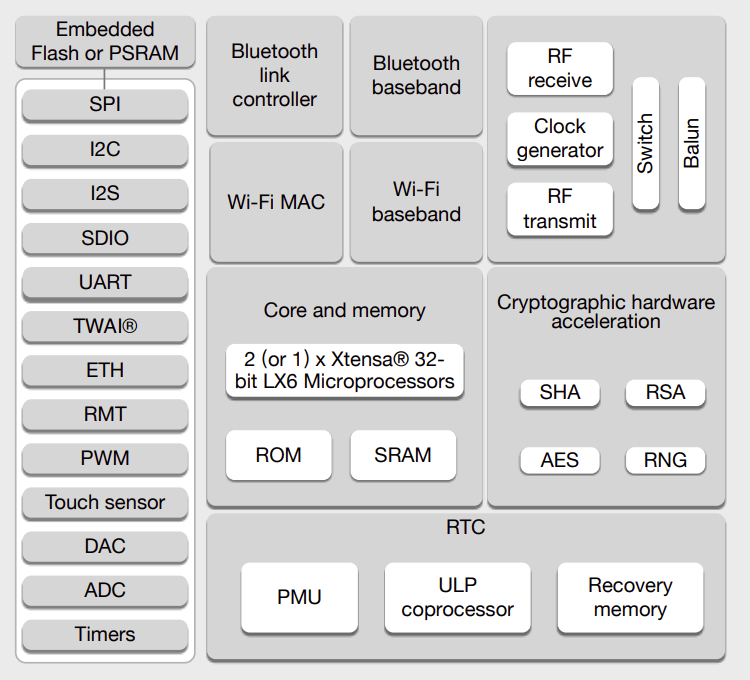 Embedded
Flash or PSRAM
SPI
I2C
I2S
SDIO
UART
TWAI®
ETH
RMT
PWM
Touch sensor
DAC
ADC
Timers
Bluetooth
link
controller
Bluetooth
baseband
Wi-Fi MAC
Wi-Fi
baseband
RF
receive
Clock
generator
RF
transmit
Switch
Balun
Core and memory
2 (or 1) x Xtensa® 32-
bit LX6 Microprocessors
ROM
SRAM
Cryptographic hardware
acceleration
SHA
RSA
AES
RNG
RTC
PMU
ULP
coprocessor
Recovery
memory